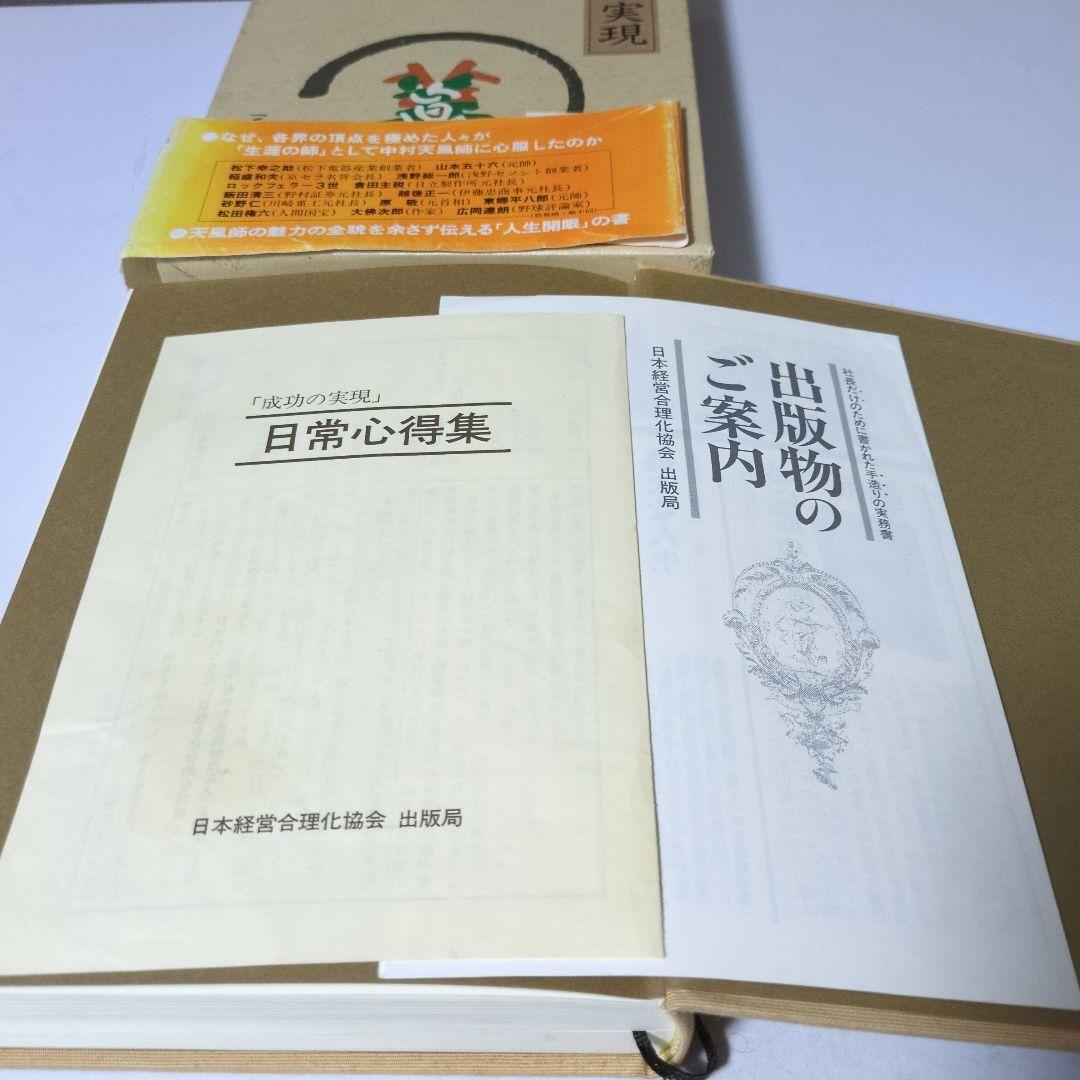 実現
●なぜ、各界の頂点を極めた人々が
「生涯の師」として中村天風師に心服したのか
松下幸之助(松下電器産業創業者) 山本五十六(元帥)
稲盛和夫(京セラ名誉会長) 浅野総一郎(浅野セメント創業者)
ロックフェラー3世 倉田主税(日立製作所元社長)
飯田清三(野村証券元社長) 越後正一(伊藤忠商事元社長)
砂野仁(川崎重工元社長) 原 敬(元首相) 東郷平八郎(元帥)
松田権六(人間国宝) 大佛次郎(作家) 広岡達朗(野球評論家)
●天風師の魅力の全貌を余さず伝える「人生開眼」の書
「成功の実現」
日常心得集
日本経営合理化協会 出版局
社長だけのために書かれた手造りの実務書
出版物の
ご案内
日本経営合理化協会 出版局